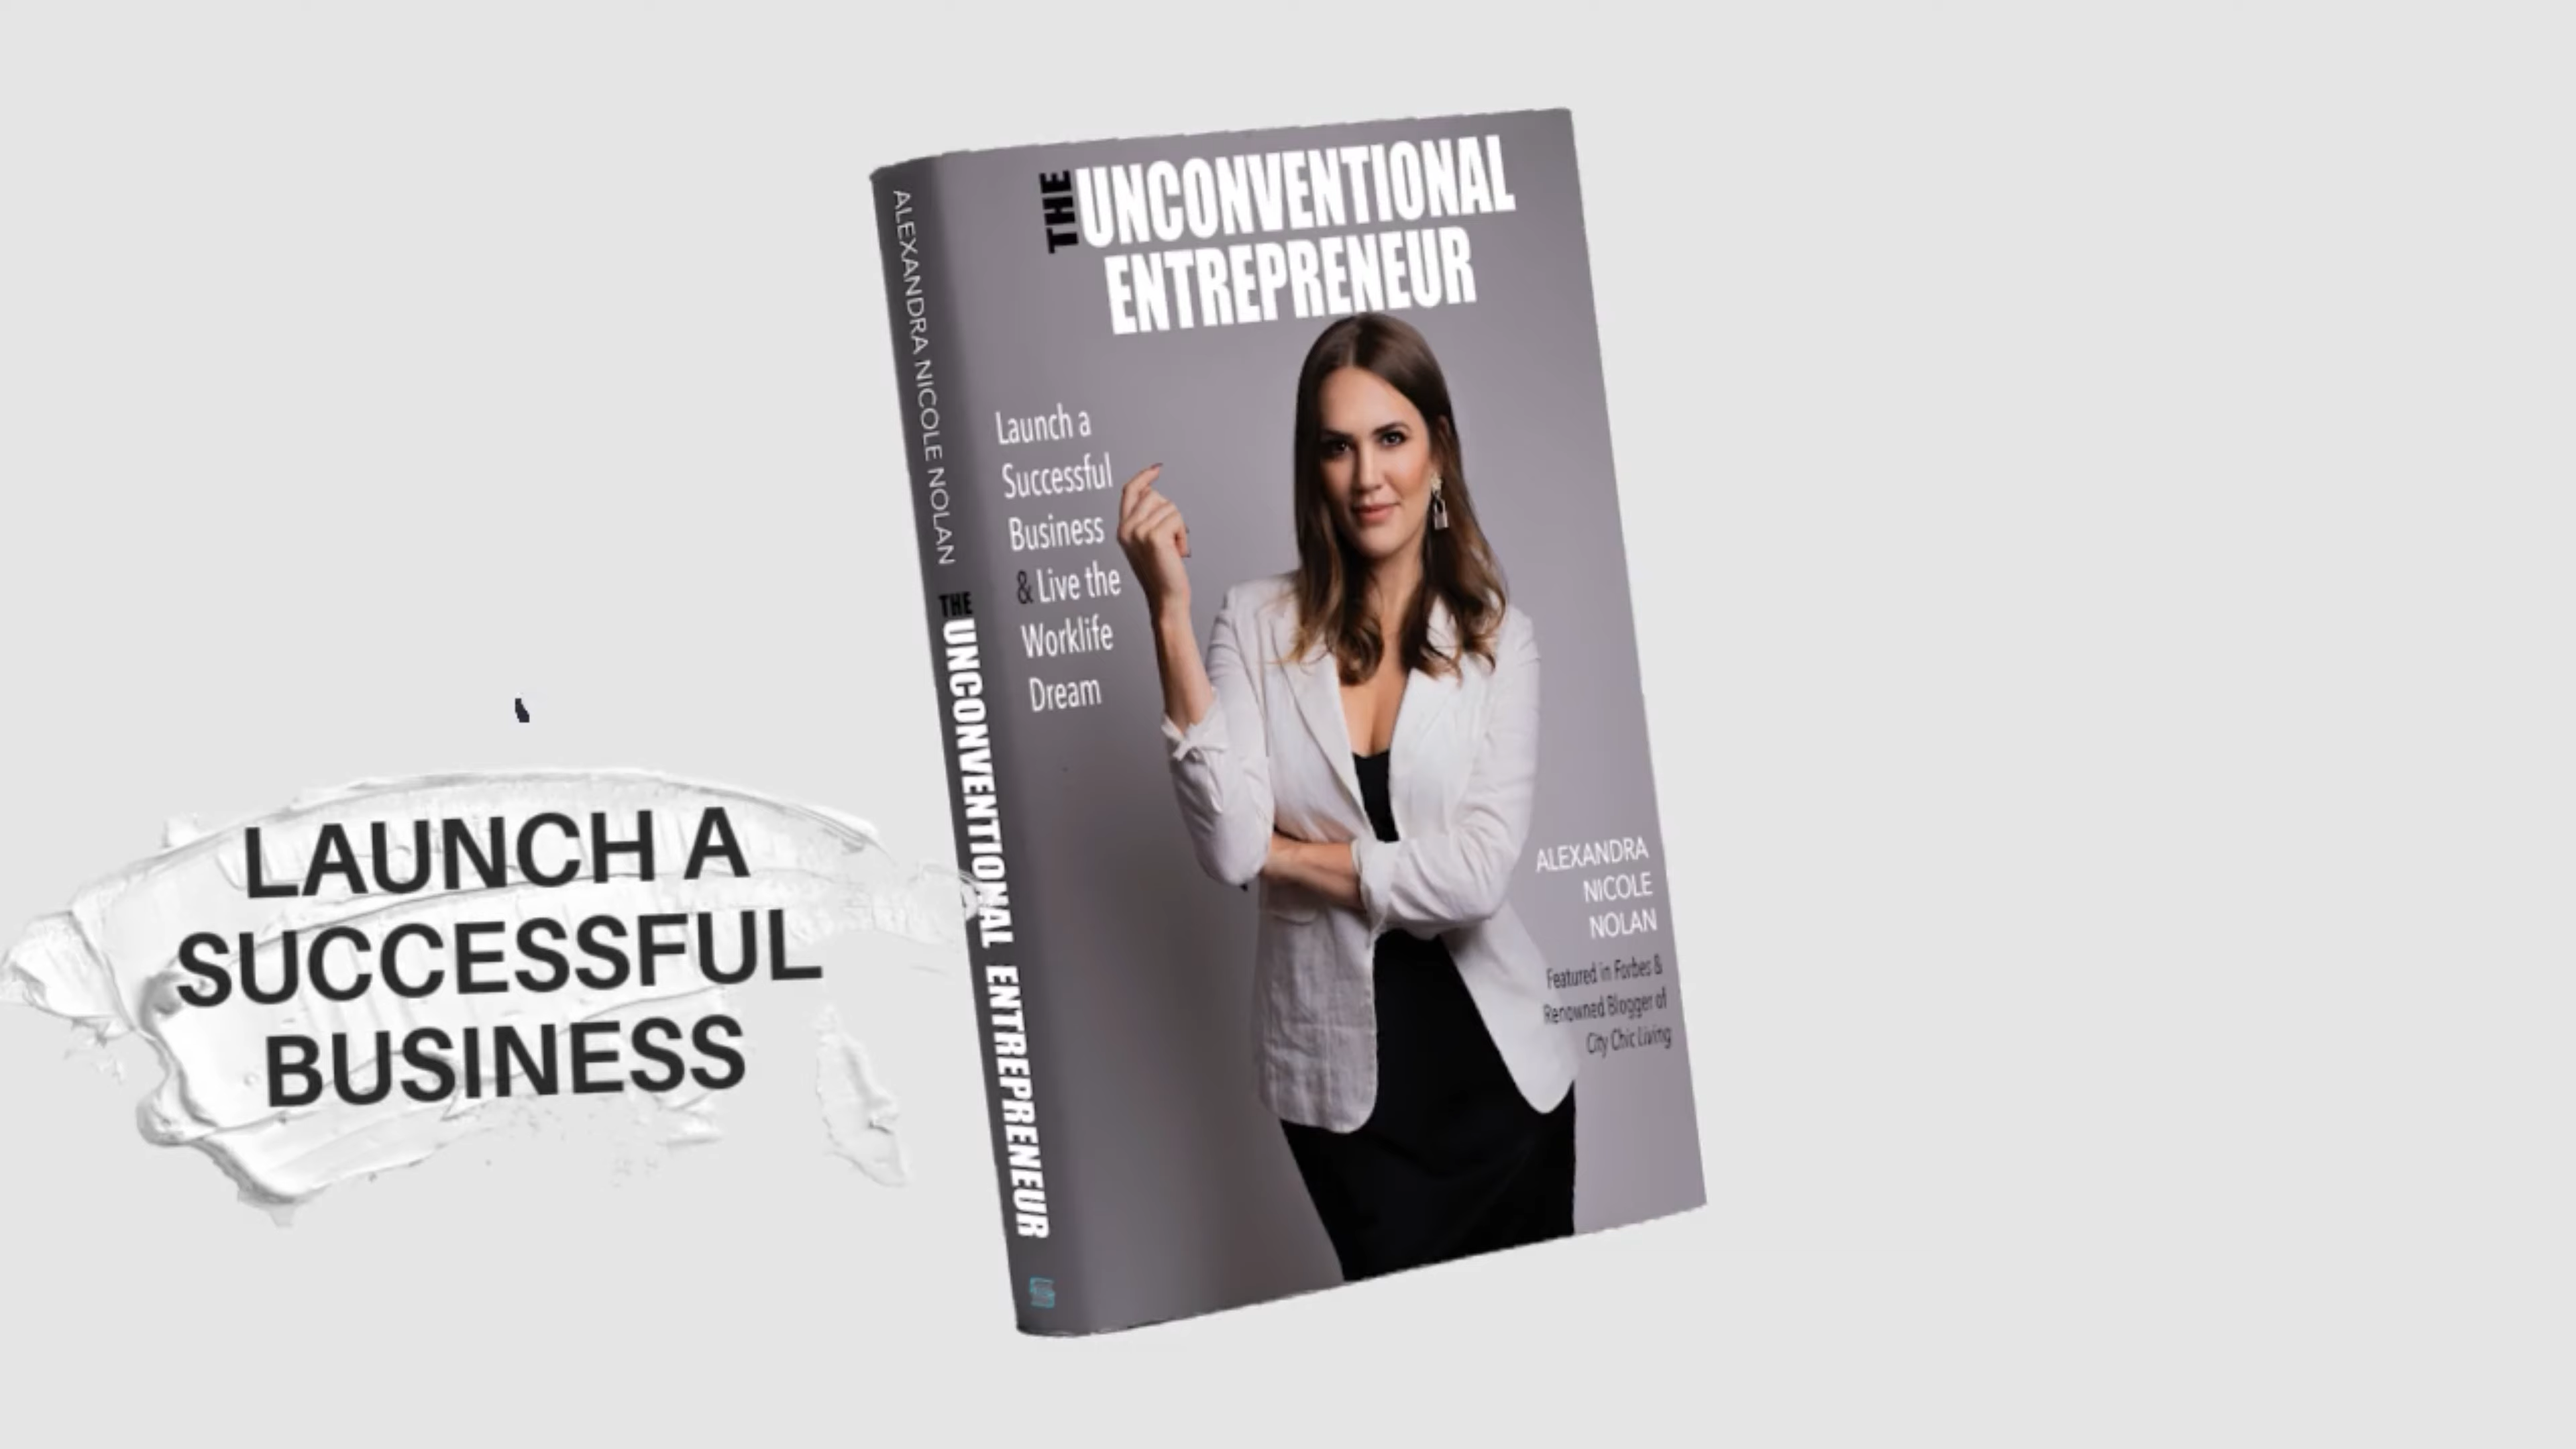 LAUNCH A
SUCCESSFUL
BUSINESS
ALEXANDRA NICOLE NOLAN THE UNCONVENTIONAL ENTREPRENEUR
THE UNCONVENTIONAL
ENTREPRENEUR
Launch a
Successful
Business
& Live the
Worklife
Dream
ALEXANDRA
NICOLE
NOLAN
Featured in Forbes &
Renowned Blogger of
City Chic Living